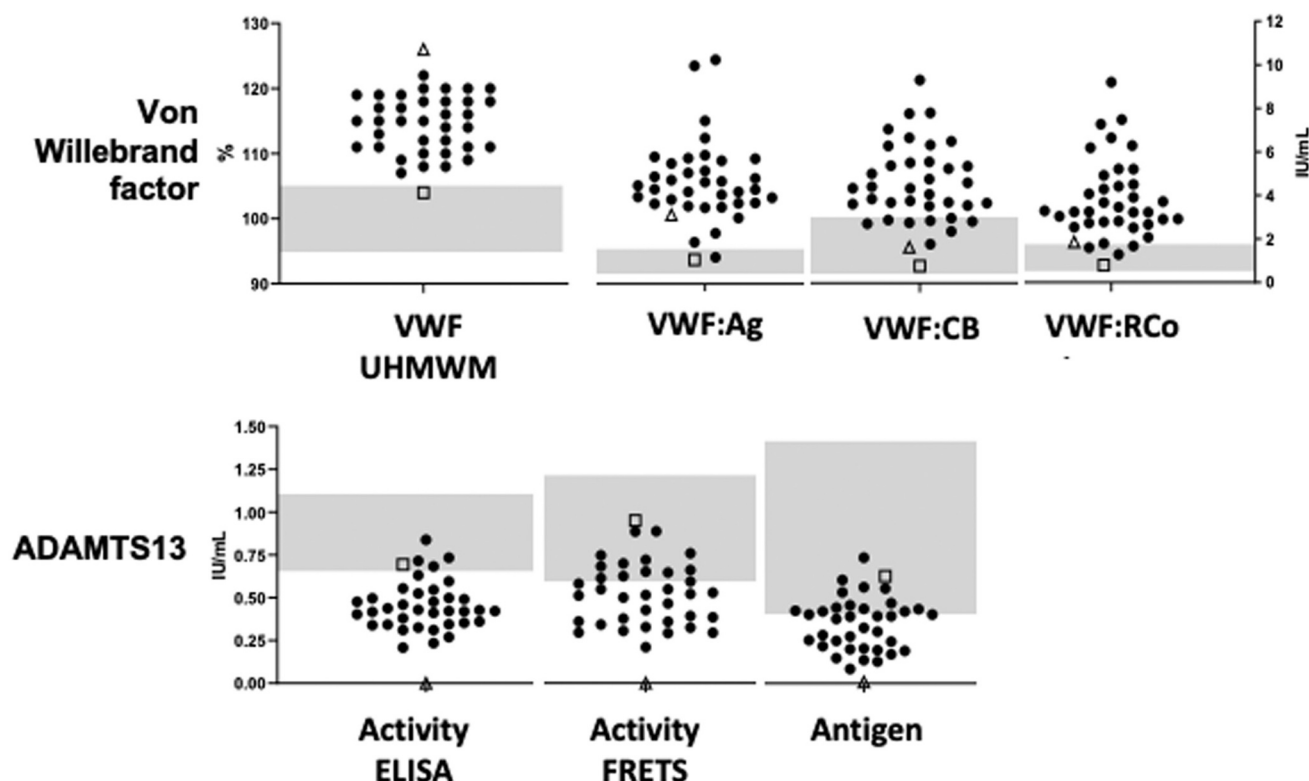 130
120
110
100
90
%
Von
Willebrand
factor
12
10
8
6
4
2
0
IU/mL
VWF
UHMWM
VWF:Ag
VWF:CB
VWF:RCo
1.50
1.25
1.00
0.75
0.50
0.25
0.00
IU/mL
ADAMTS13
Activity
ELISA
Activity
FRETS
Antigen